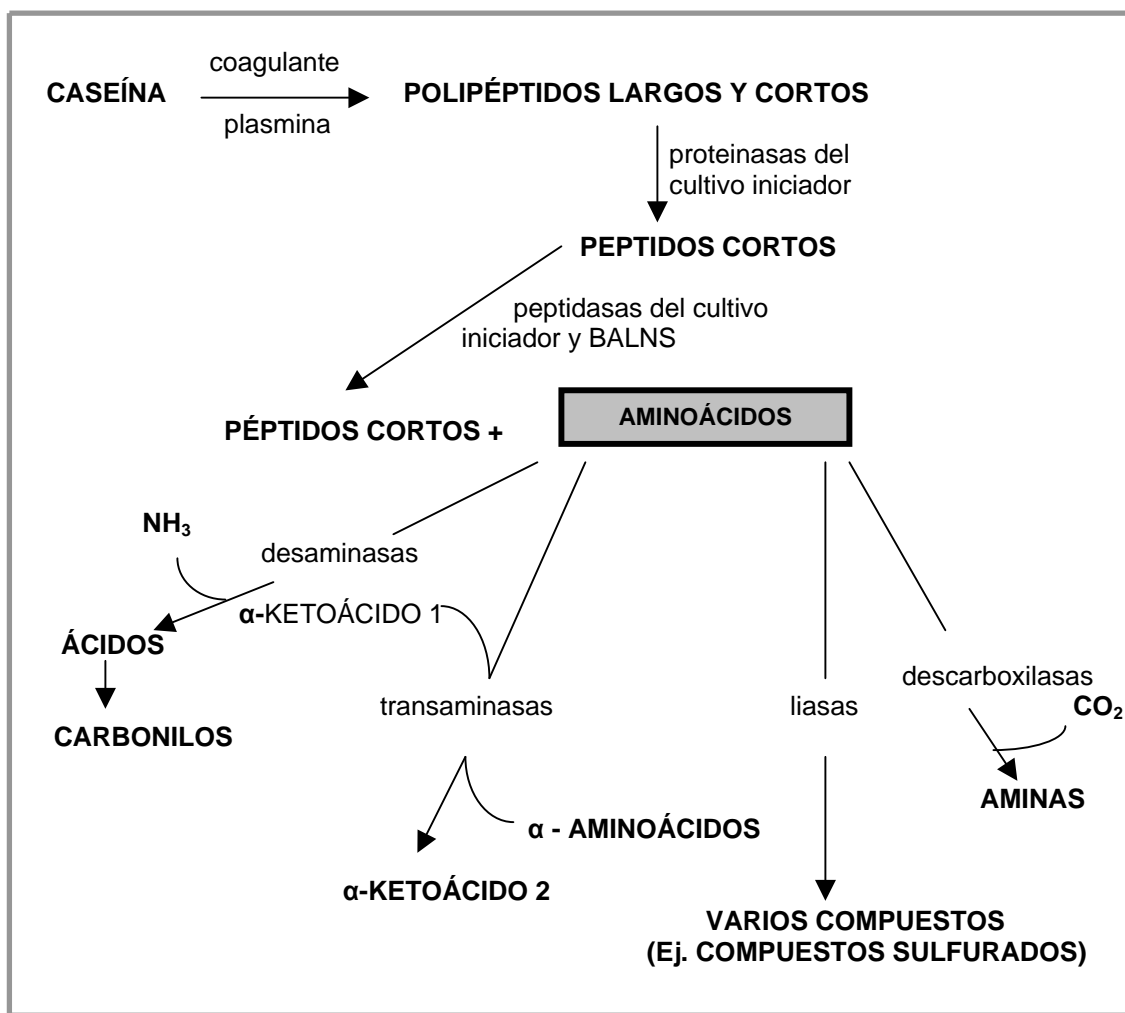 coagulante
CASEÍNA
POLIPÉPTIDOS LARGOS Y CORTOS
plasmina
proteinasas del
cultivo iniciador
PEPTIDOS CORTOS
peptidasas del cultivo
iniciador y BALNS
PÉPTIDOS CORTOS +
AMINOÁCIDOS
NH₃
desaminasas
α-KETOÁCIDO 1
ÁCIDOS
CARBONILOS
transaminasas
liasas
descarboxilasas
CO₂
AMINAS
α - AMINOÁCIDOS
α-KETOÁCIDO 2
VARIOS COMPUESTOS
(Ej. COMPUESTOS SULFURADOS)